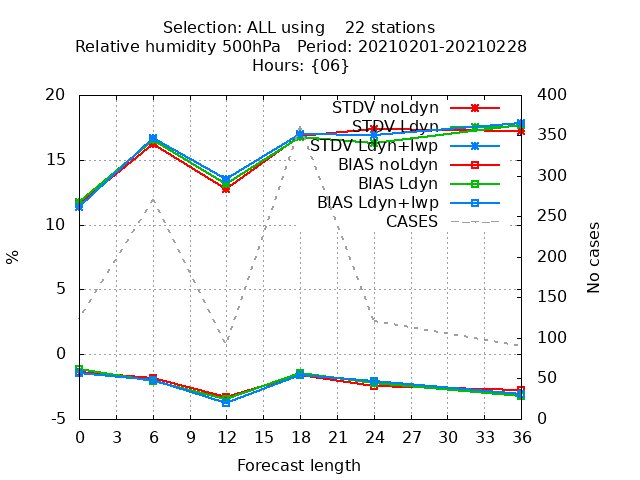 Selection: ALL using    22 stations
Relative humidity 500hPa   Period: 20210201-20210228
Hours: {06}
20
15
10
5
0
-5
%
400
350
300
250
200
150
100
50
0
No cases
STDV noLdyn
STDV Ldyn
STDV Ldyn+lwp
BIAS noLdyn
BIAS Ldyn
BIAS Ldyn+lwp
CASES
0 3 6 9 12 15 18 21 24 27 30 33 36
Forecast length